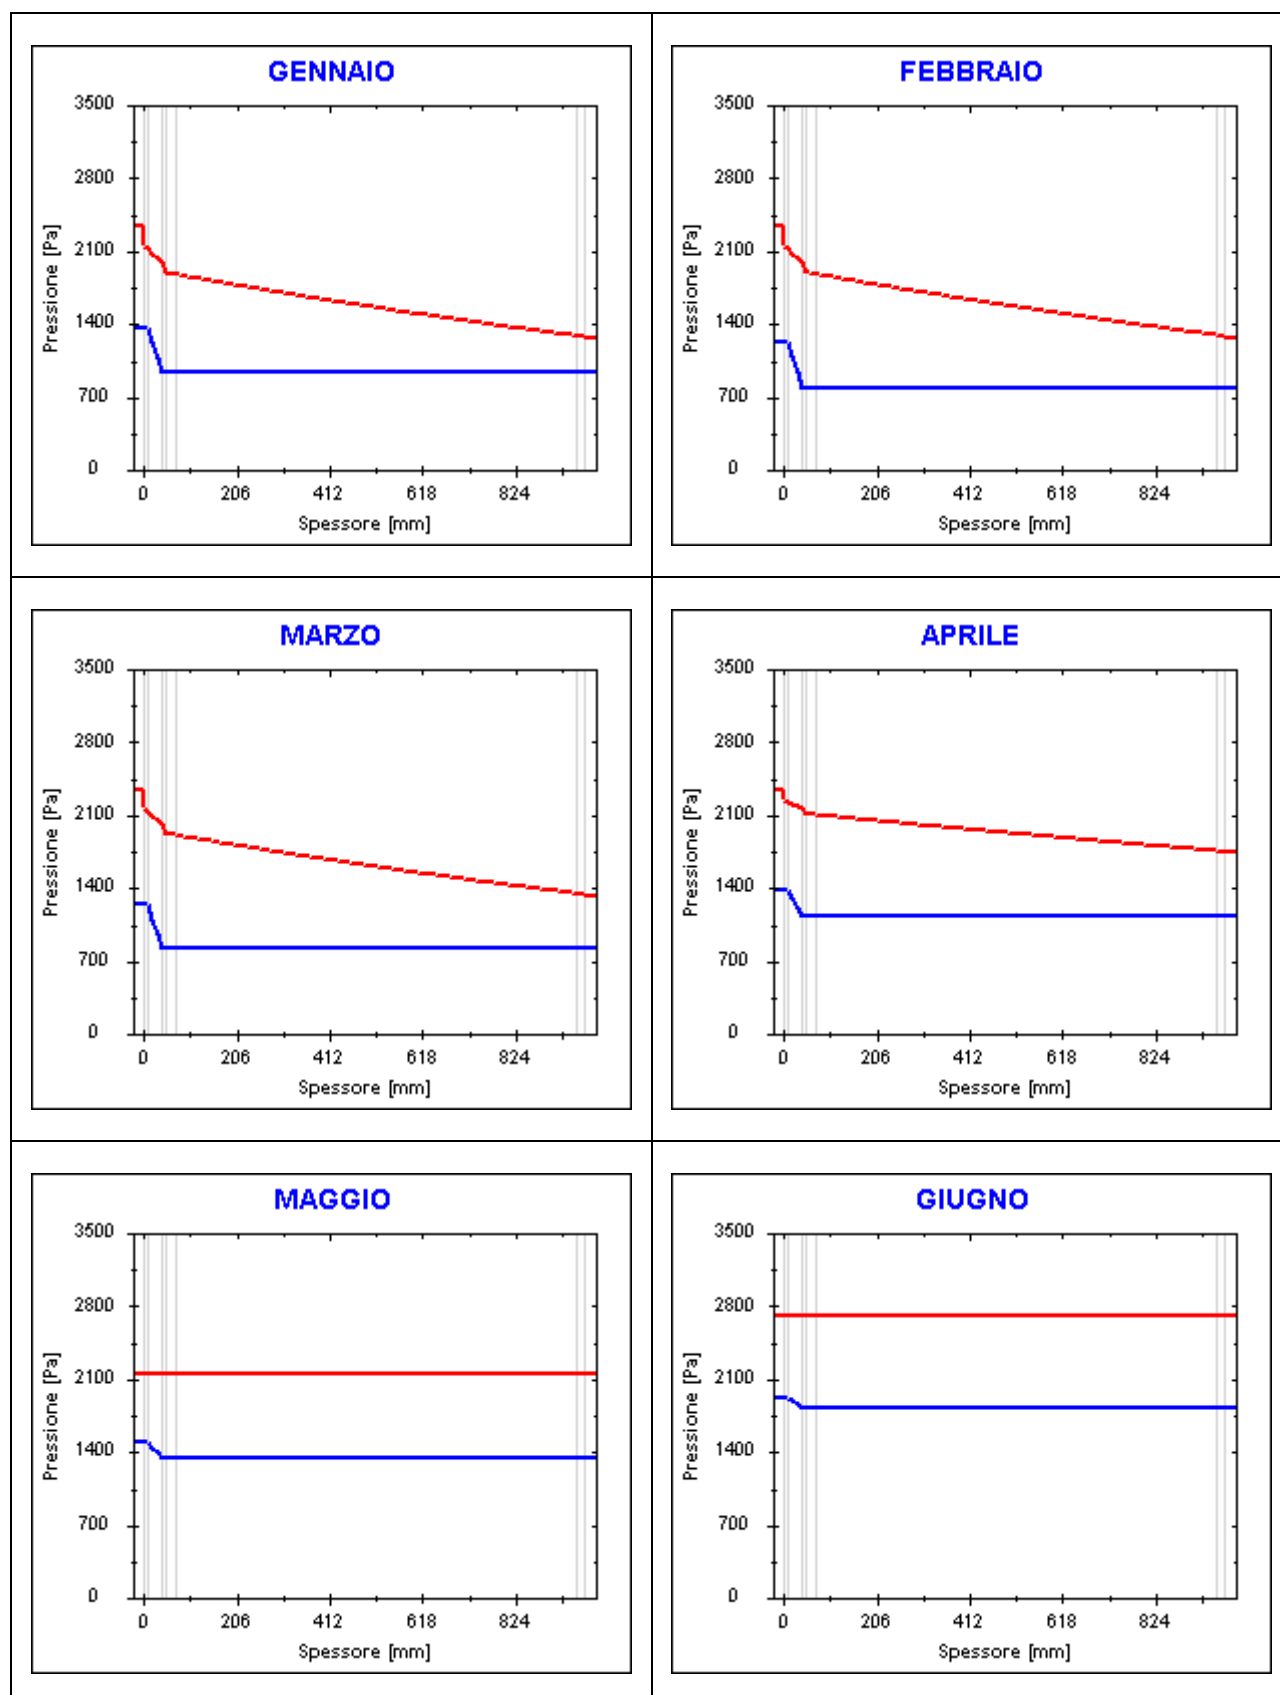 GENNAIO
3500
2800
2100
1400
700
0
Pressione [Pa]
0 206 412 618 824
Spessore [mm]
FEBBRAIO
3500
2800
2100
1400
700
0
Pressione [Pa]
0 206 412 618 824
Spessore [mm]
MARZO
3500
2800
2100
1400
700
0
Pressione [Pa]
0 206 412 618 824
Spessore [mm]
APRILE
3500
2800
2100
1400
700
0
Pressione [Pa]
0 206 412 618 824
Spessore [mm]
MAGGIO
3500
2800
2100
1400
700
0
Pressione [Pa]
0 206 412 618 824
Spessore [mm]
GIUGNO
3500
2800
2100
1400
700
0
Pressione [Pa]
0 206 412 618 824
Spessore [mm]